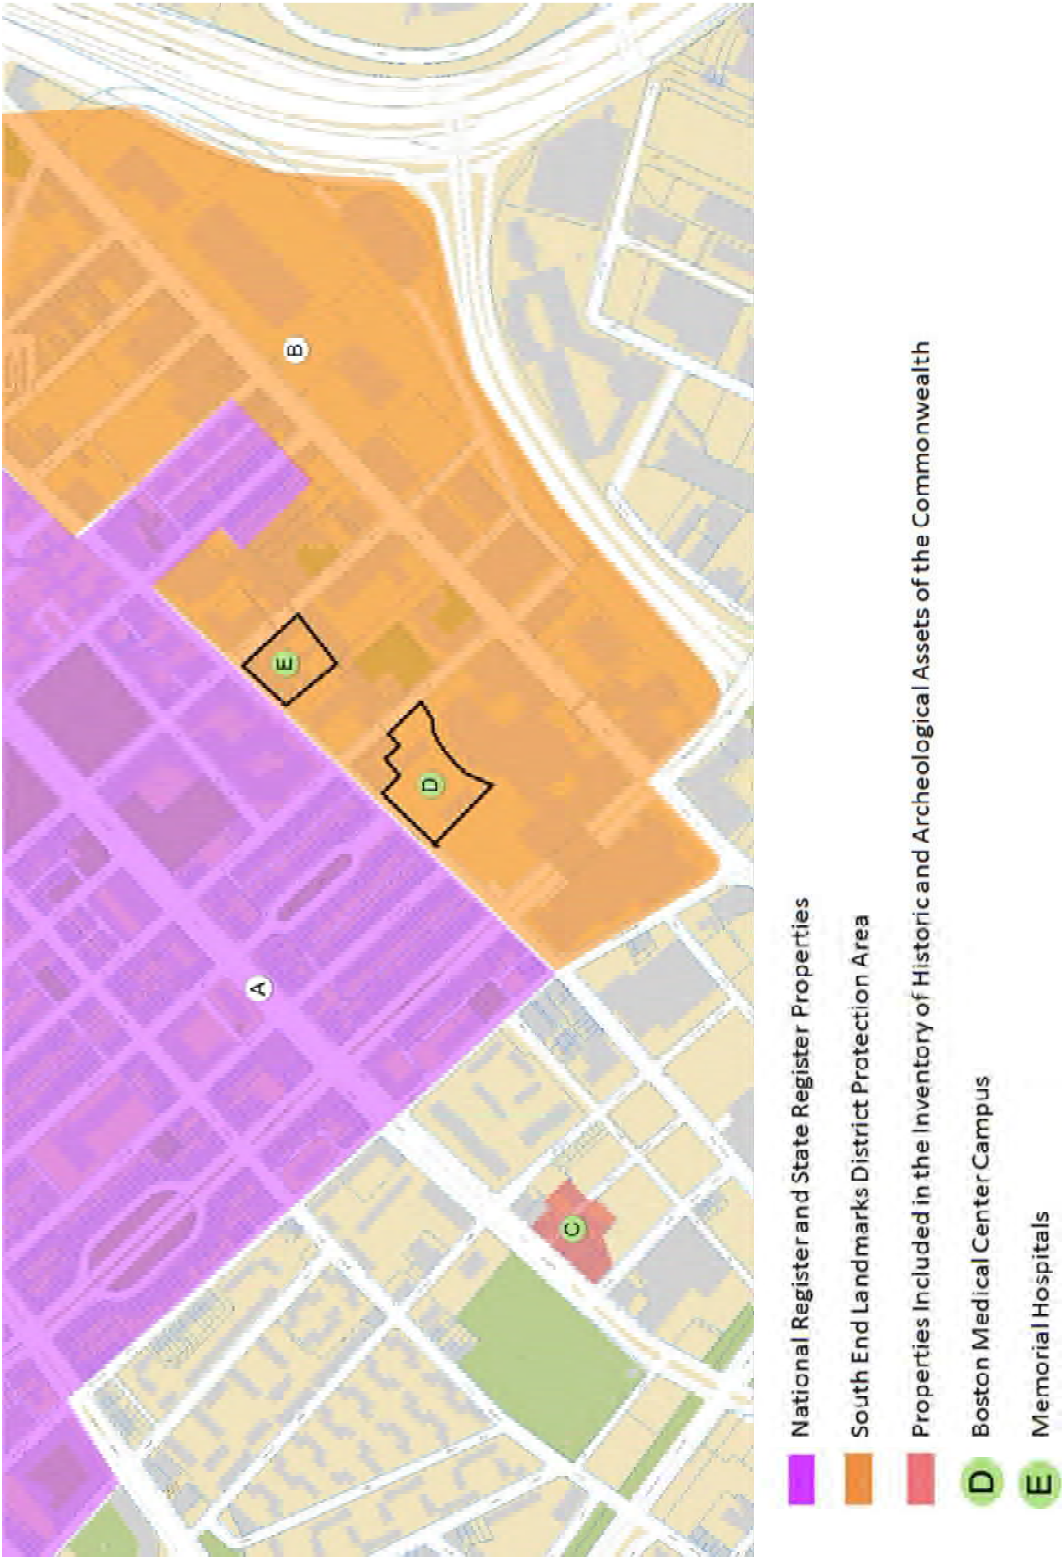 A
B
C
D
E
National Register and State Register Properties
South End Landmarks District Protection Area
Properties Included in the Inventory of Historic and Archeological Assets of the Commonwealth
D Boston Medical Center Campus
E Memorial Hospitals